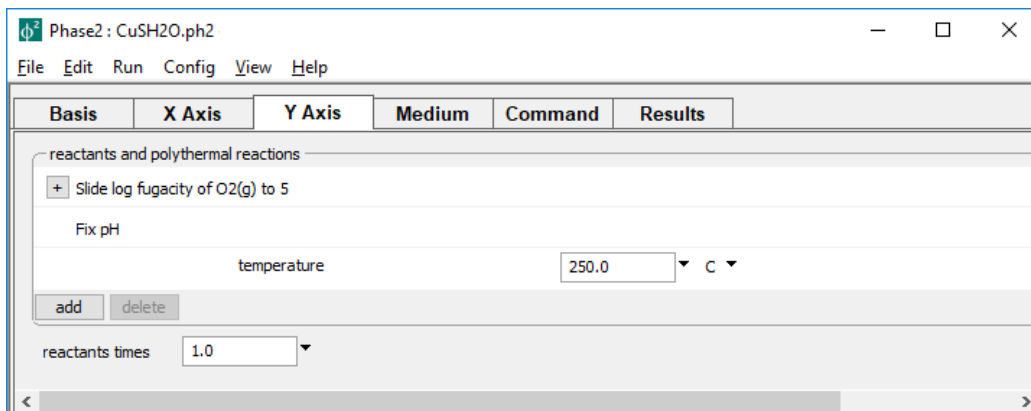 ϕ² Phase2 : CuSH2O.ph2
File Edit Run Config View Help
Basis X Axis Y Axis Medium Command Results
reactants and polythermal reactions
+ Slide log fugacity of O2(g) to 5
Fix pH
temperature 250.0 C
add delete
reactants times 1.0